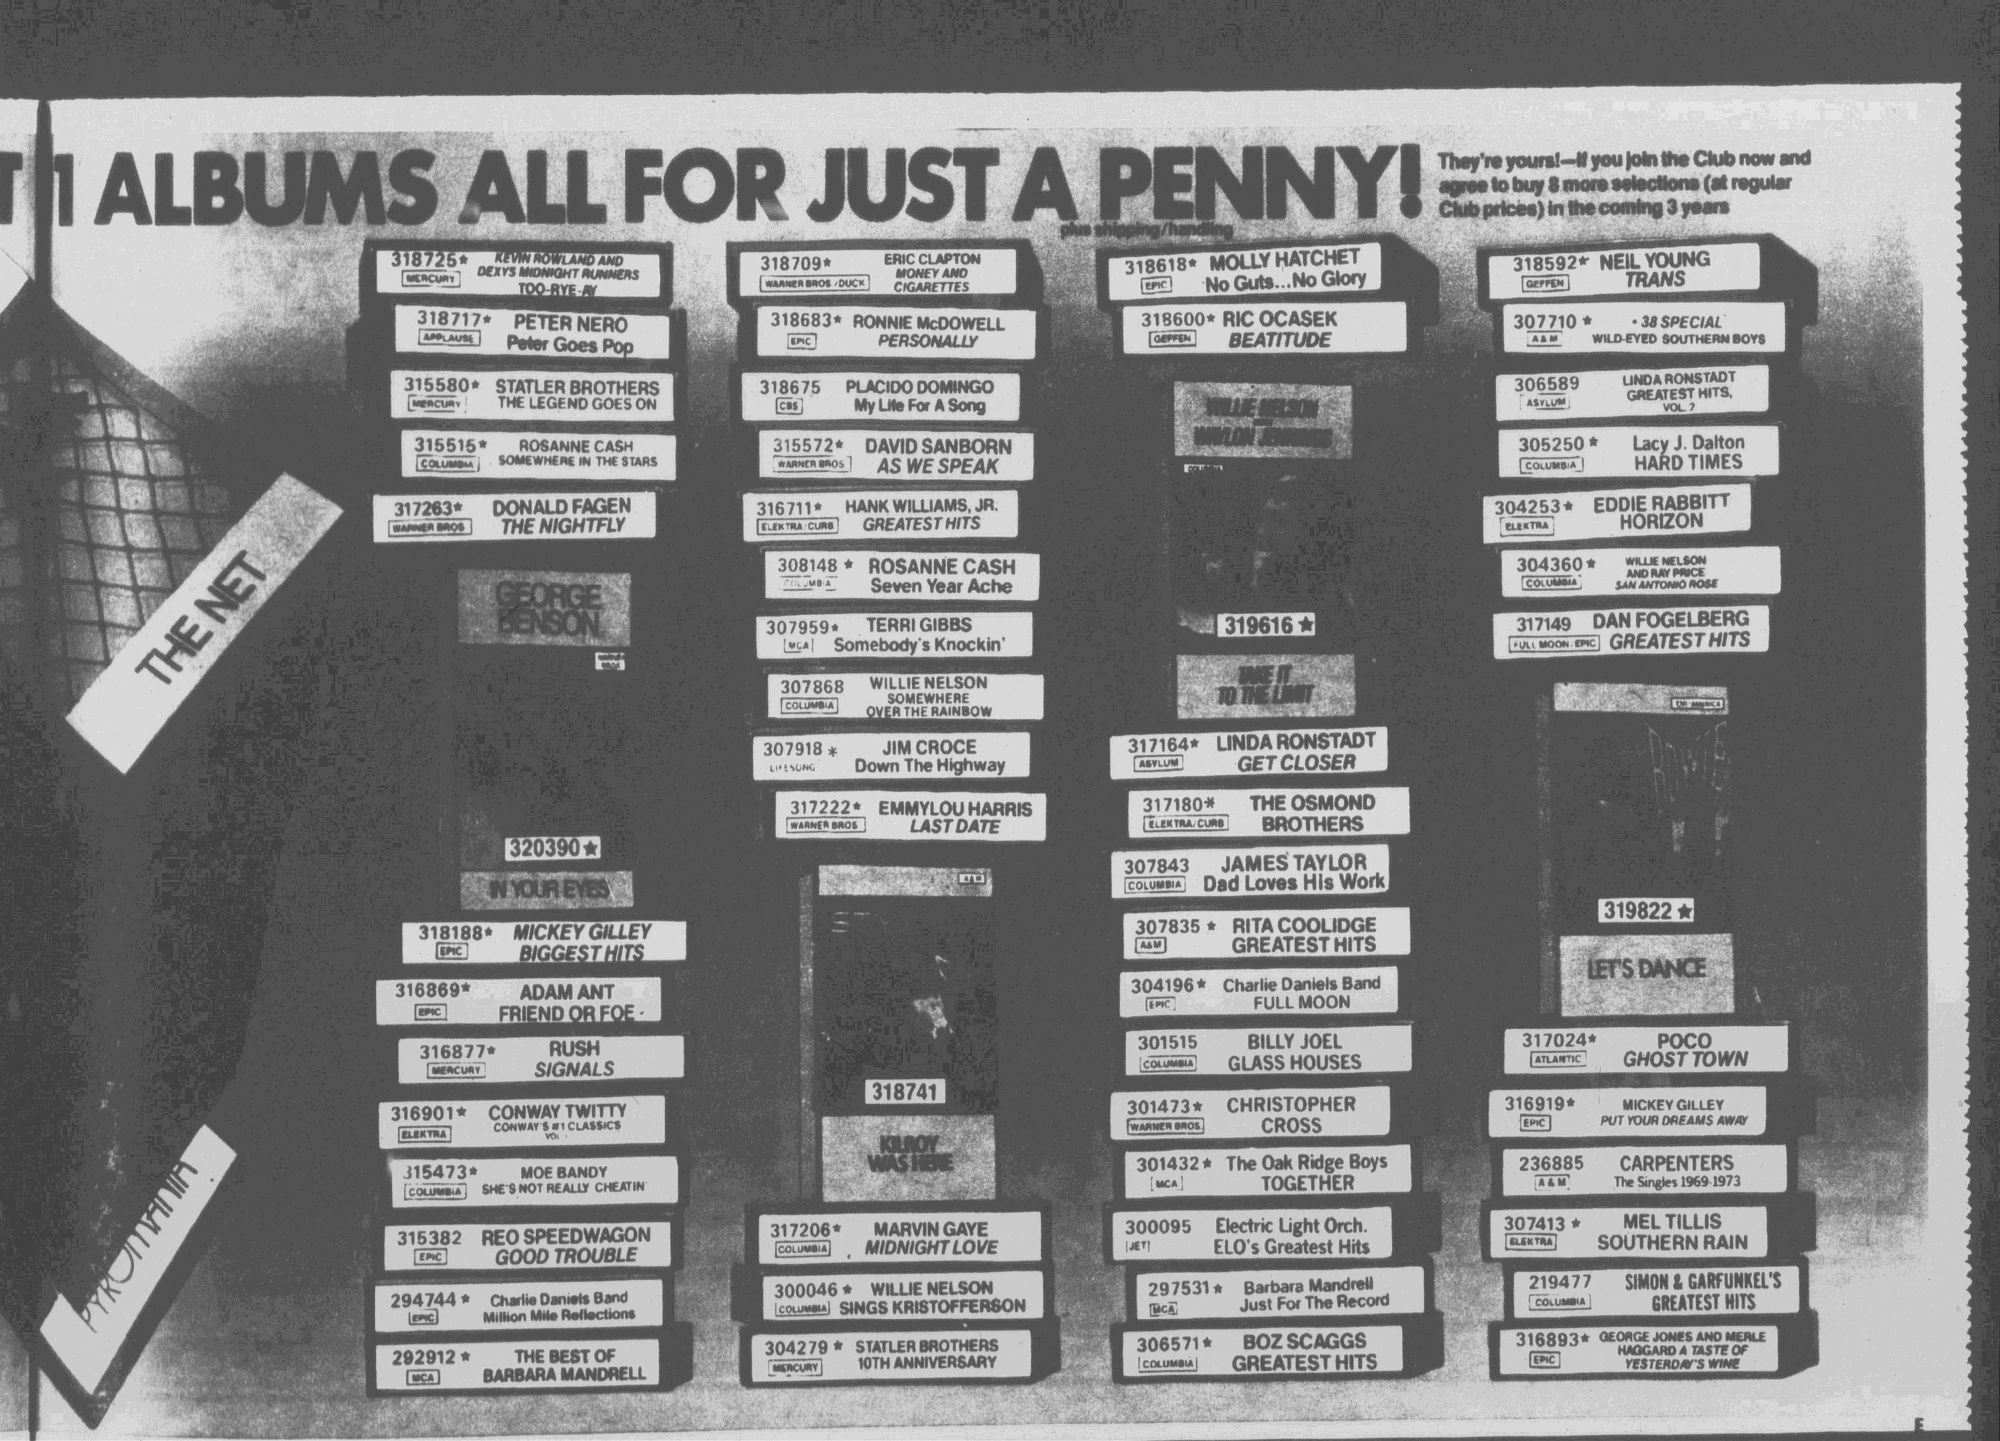 1 ALBUMS ALL FOR JUST A PENNY!
plus shipping/handling
They're yours!—If you join the Club now and
agree to buy 8 more selections (at regular
Club prices) in the coming 3 years
THE NET
PYROMANIA
318725* KEVIN ROWLAND AND
MERCURY DEXYS MIDNIGHT RUNNERS
TOO-RYE-AY
318717* PETER NERO
APPLAUSE Peter Goes Pop
315580* STATLER BROTHERS
MERCURY THE LEGEND GOES ON
315515* ROSANNE CASH
COLUMBIA SOMEWHERE IN THE STARS
317263* DONALD FAGEN
WARNER BROS THE NIGHTFLY
GEORGE
BENSON
WARNER
BROS
320390★
IN YOUR EYES
318188* MICKEY GILLEY
EPIC BIGGEST HITS
316869* ADAM ANT
EPIC FRIEND OR FOE
316877* RUSH
MERCURY SIGNALS
316901* CONWAY TWITTY
ELEKTRA CONWAY'S #1 CLASSICS
VOL.
315473* MOE BANDY
COLUMBIA SHE'S NOT REALLY CHEATIN'
315382 REO SPEEDWAGON
EPIC GOOD TROUBLE
294744* Charlie Daniels Band
EPIC Million Mile Reflections
292912* THE BEST OF
MCA BARBARA MANDRELL
318709* ERIC CLAPTON
WARNER BROS/DUCK MONEY AND
CIGARETTES
318683* RONNIE McDOWELL
EPIC PERSONALLY
318675 PLACIDO DOMINGO
CBS My Life For A Song
315572* DAVID SANBORN
WARNER BROS AS WE SPEAK
316711* HANK WILLIAMS, JR.
ELEKTRA/CURB GREATEST HITS
308148* ROSANNE CASH
COLUMBIA Seven Year Ache
307959* TERRI GIBBS
MCA Somebody's Knockin'
307868 WILLIE NELSON
COLUMBIA SOMEWHERE
OVER THE RAINBOW
307918* JIM CROCE
LIFESONG Down The Highway
317222* EMMYLOU HARRIS
WARNER BROS LAST DATE
A&M
318741
KILROY
WAS HERE
317206* MARVIN GAYE
COLUMBIA MIDNIGHT LOVE
300046* WILLIE NELSON
COLUMBIA SINGS KRISTOFFERSON
304279* STATLER BROTHERS
MERCURY 10TH ANNIVERSARY
318618* MOLLY HATCHET
EPIC No Guts...No Glory
318600* RIC OCASEK
GEFFEN BEATITUDE
WILLIE NELSON
WAYLON JENNINGS
COLUMBIA
319616★
TAKE IT
TO THE LIMIT
317164* LINDA RONSTADT
ASYLUM GET CLOSER
317180* THE OSMOND
ELEKTRA/CURB BROTHERS
307843 JAMES TAYLOR
COLUMBIA Dad Loves His Work
307835* RITA COOLIDGE
A&M GREATEST HITS
304196* Charlie Daniels Band
EPIC FULL MOON
301515 BILLY JOEL
COLUMBIA GLASS HOUSES
301473* CHRISTOPHER
WARNER BROS. CROSS
301432* The Oak Ridge Boys
MCA TOGETHER
300095 Electric Light Orch.
JET ELO's Greatest Hits
297531* Barbara Mandrell
MCA Just For The Record
306571* BOZ SCAGGS
COLUMBIA GREATEST HITS
318592* NEIL YOUNG
GEFFEN TRANS
307710* .38 SPECIAL
A&M WILD-EYED SOUTHERN BOYS
306589 LINDA RONSTADT
ASYLUM GREATEST HITS,
VOL. 2
305250* Lacy J. Dalton
COLUMBIA HARD TIMES
304253* EDDIE RABBITT
ELEKTRA HORIZON
304360* WILLIE NELSON
COLUMBIA AND RAY PRICE
SAN ANTONIO ROSE
317149 DAN FOGELBERG
FULL MOON/EPIC GREATEST HITS
EMI AMERICA
319822★
LET'S DANCE
317024* POCO
ATLANTIC GHOST TOWN
316919* MICKEY GILLEY
EPIC PUT YOUR DREAMS AWAY
236885 CARPENTERS
A&M The Singles 1969-1973
307413* MEL TILLIS
ELEKTRA SOUTHERN RAIN
219477 SIMON & GARFUNKEL'S
COLUMBIA GREATEST HITS
316893* GEORGE JONES AND MERLE
EPIC HAGGARD A TASTE OF
YESTERDAY'S WINE
E